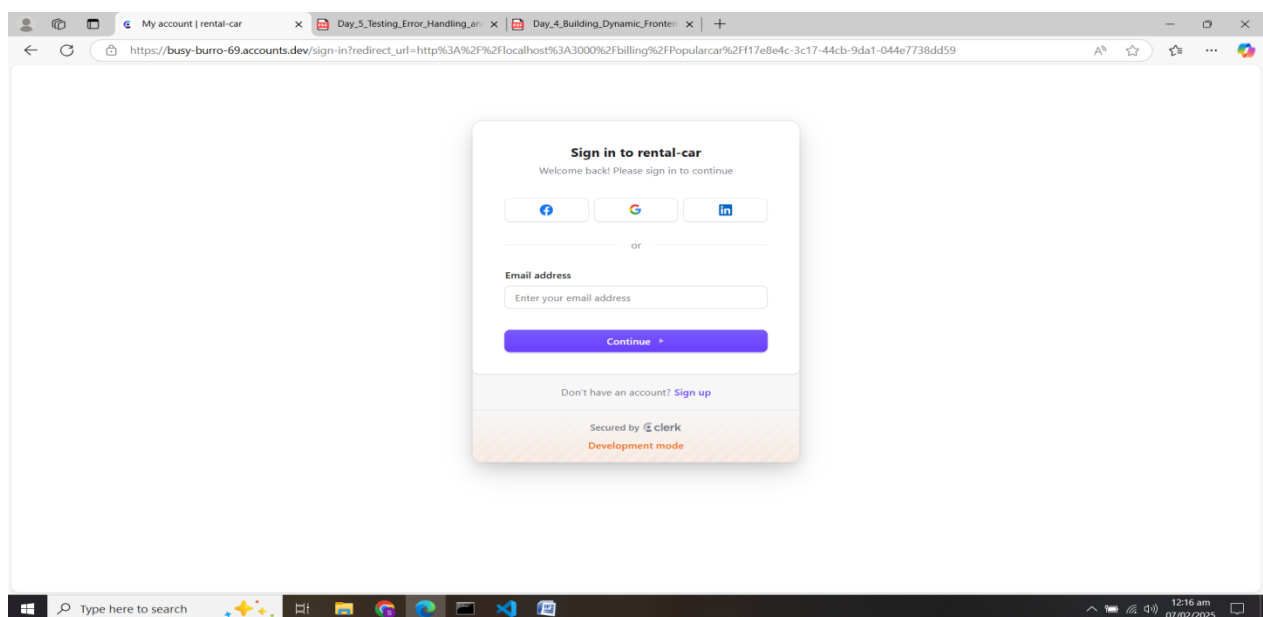 My account | rental-car
Day_5_Testing_Error_Handling_an
Day_4_Building_Dynamic_Fronten
https://busy-burro-69.accounts.dev/sign-in?redirect_url=http%3A%2F%2Flocalhost%3A3000%2Fbilling%2FPopularcar%2Ff17e8e4c-3c17-44cb-9da1-044e7738dd59
Sign in to rental-car
Welcome back! Please sign in to continue
or
Email address
Enter your email address
Continue
Don't have an account? Sign up
Secured by clerk
Development mode
Type here to search
12:16 am
07/02/2025